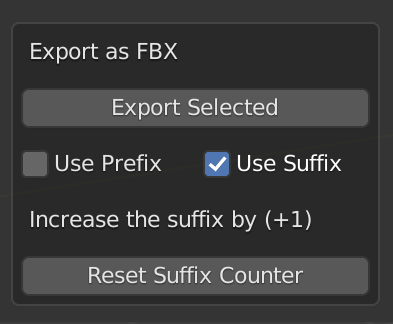 Export as FBX
Export Selected
Use Prefix Use Suffix
Increase the suffix by (+1)
Reset Suffix Counter